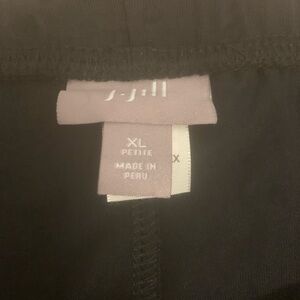 J.Jill
XL
PETITE
MADE IN
PERU
X